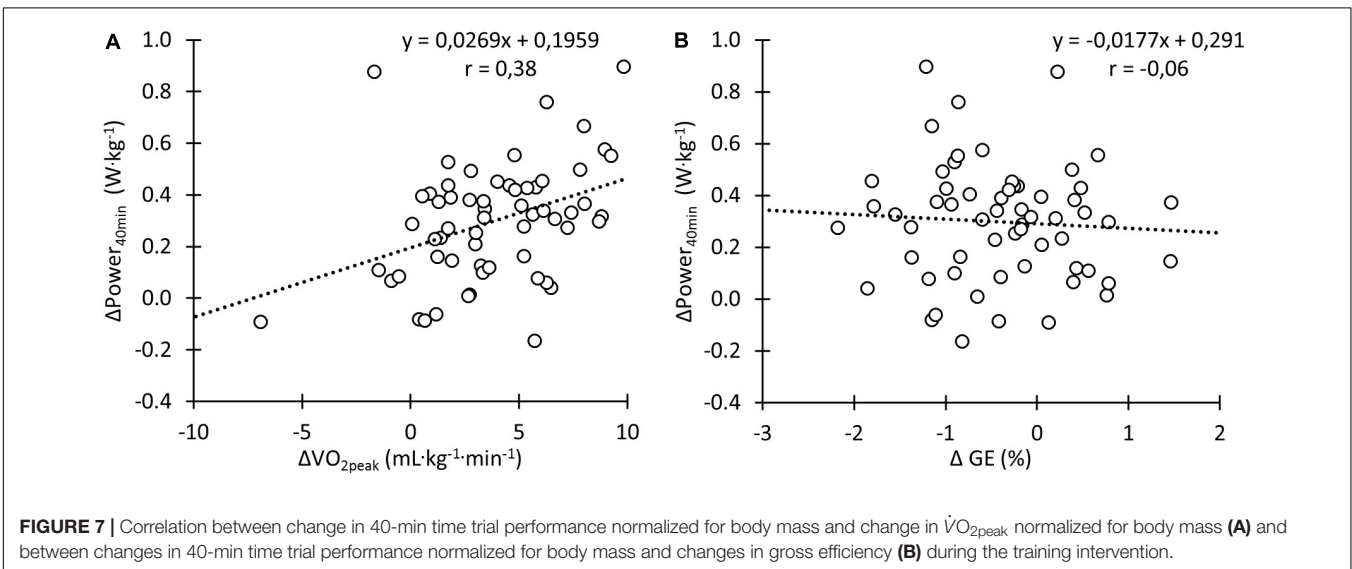 A
y = 0,0269x + 0,1959
r = 0,38
1.0
0.8
0.6
0.4
0.2
0.0
-0.2
-0.4
ΔPower40min (W·kg-1)
-10 -5 0 5 10
ΔVO2peak (mL·kg-1·min-1)
B
y = -0,0177x + 0,291
r = -0,06
1.0
0.8
0.6
0.4
0.2
0.0
-0.2
-0.4
ΔPower40min (W·kg-1)
-3 -2 -1 0 1 2
Δ GE (%)
FIGURE 7 | Correlation between change in 40-min time trial performance normalized for body mass and change in V̇O2peak normalized for body mass (A) and
between changes in 40-min time trial performance normalized for body mass and changes in gross efficiency (B) during the training intervention.